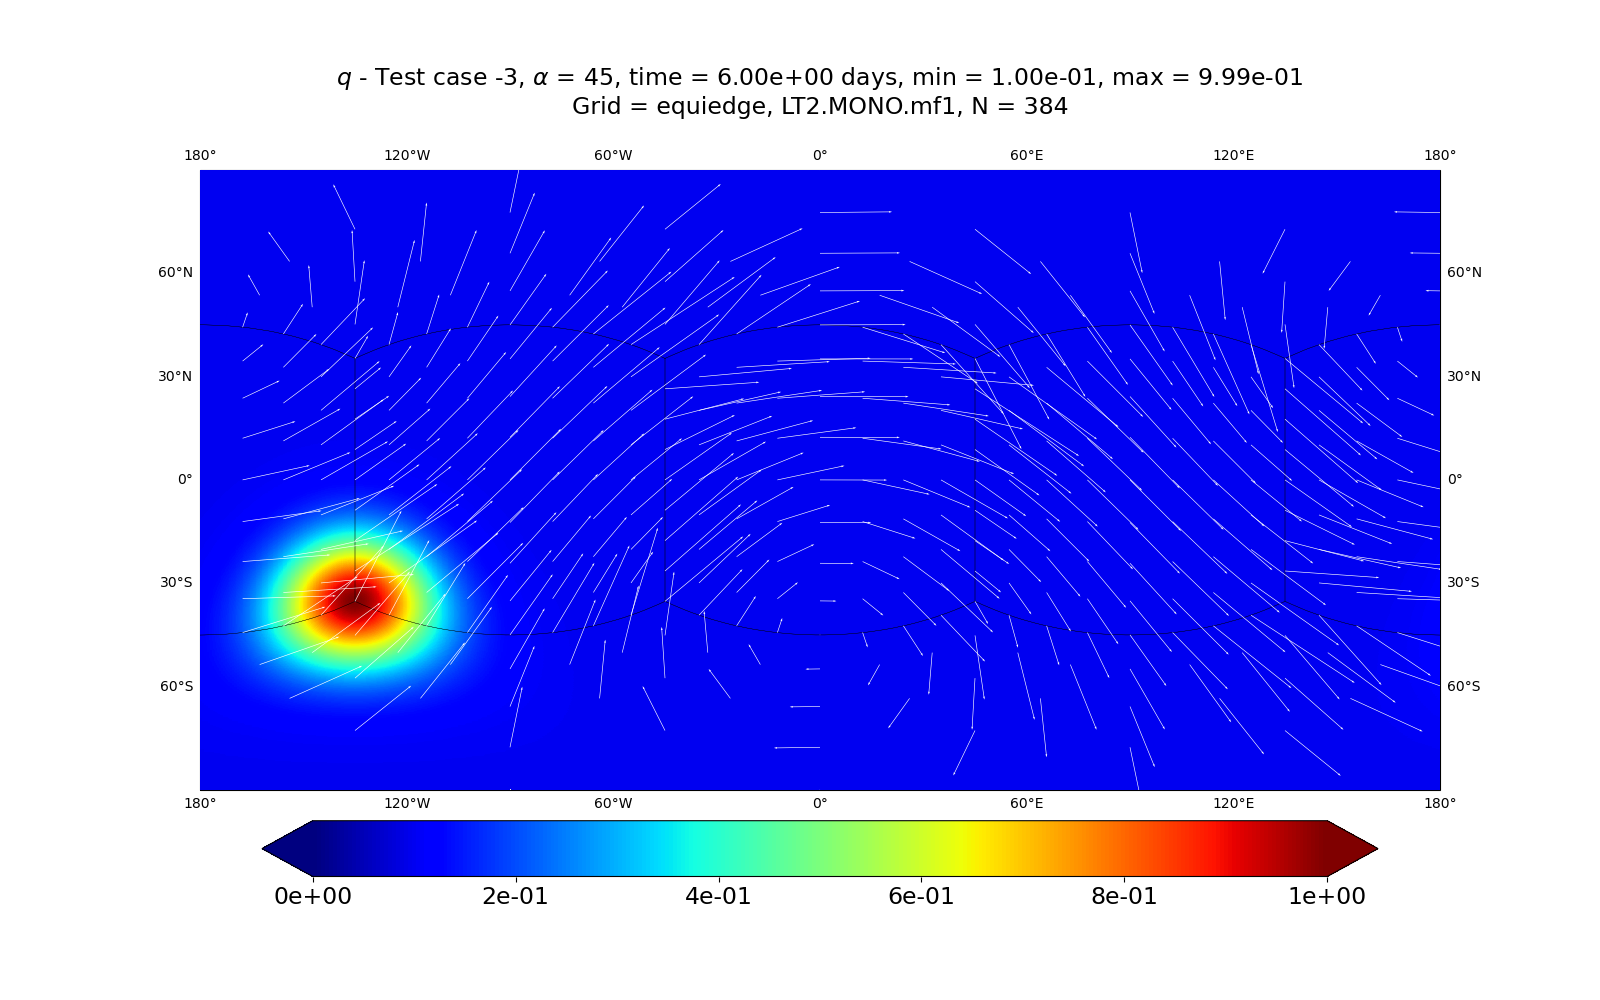 q - Test case -3, α = 45, time = 6.00e+00 days, min = 1.00e-01, max = 9.99e-01
Grid = equiedge, LT2.MONO.mf1, N = 384
180° 120°W 60°W 0° 60°E 120°E 180°
60°N 60°N
30°N 30°N
0° 0°
30°S 30°S
60°S 60°S
180° 120°W 60°W 0° 60°E 120°E 180°
0e+00 2e-01 4e-01 6e-01 8e-01 1e+00